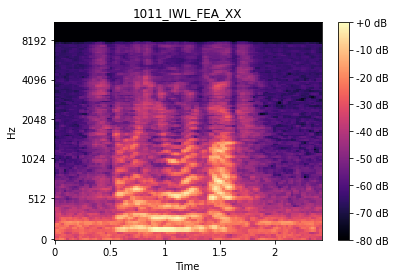 1011_IWL_FEA_XX
8192
4096
2048
1024
512
0
Hz
0
0.5
1
1.5
2
Time
+0 dB
-10 dB
-20 dB
-30 dB
-40 dB
-50 dB
-60 dB
-70 dB
-80 dB